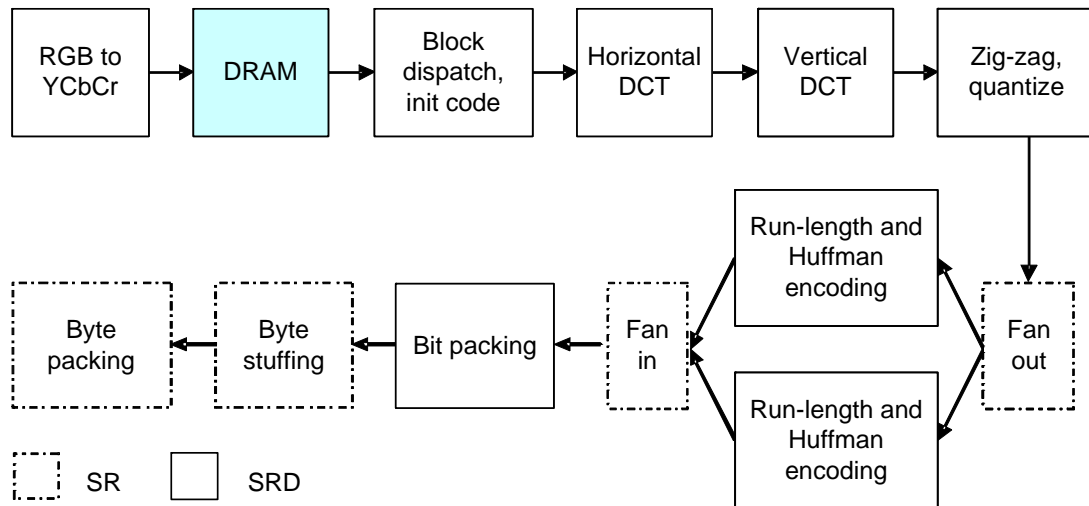 RGB to
YCbCr
DRAM
Block
dispatch,
init code
Horizontal
DCT
Vertical
DCT
Zig-zag,
quantize
Run-length and
Huffman
encoding
Byte
packing
Byte
stuffing
Bit packing
Fan
in
Fan
out
Run-length and
Huffman
encoding
SR
SRD